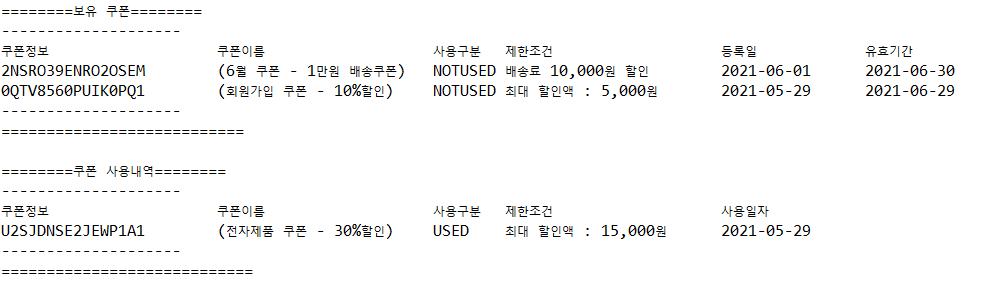 ========보유 쿠폰========
--------------------
쿠폰정보 쿠폰이름 사용구분 제한조건 등록일 유효기간
2NSRO39ENRO2OSEM (6월 쿠폰 - 1만원 배송쿠폰) NOTUSED 배송료 10,000원 할인 2021-06-01 2021-06-30
0QTV8560PUIK0PQ1 (회원가입 쿠폰 - 10%할인) NOTUSED 최대 할인액 : 5,000원 2021-05-29 2021-06-29
--------------------
===========================
========쿠폰 사용내역========
--------------------
쿠폰정보 쿠폰이름 사용구분 제한조건 사용일자
U2SJDNSE2JEWP1A1 (전자제품 쿠폰 - 30%할인) USED 최대 할인액 : 15,000원 2021-05-29
--------------------
============================